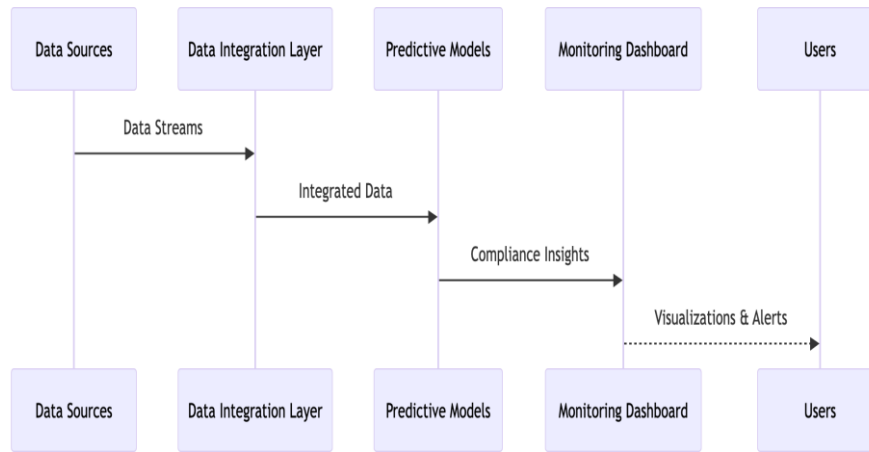 Data Sources
Data Integration Layer
Predictive Models
Monitoring Dashboard
Users
Data Streams
Integrated Data
Compliance Insights
Visualizations & Alerts
Data Sources
Data Integration Layer
Predictive Models
Monitoring Dashboard
Users